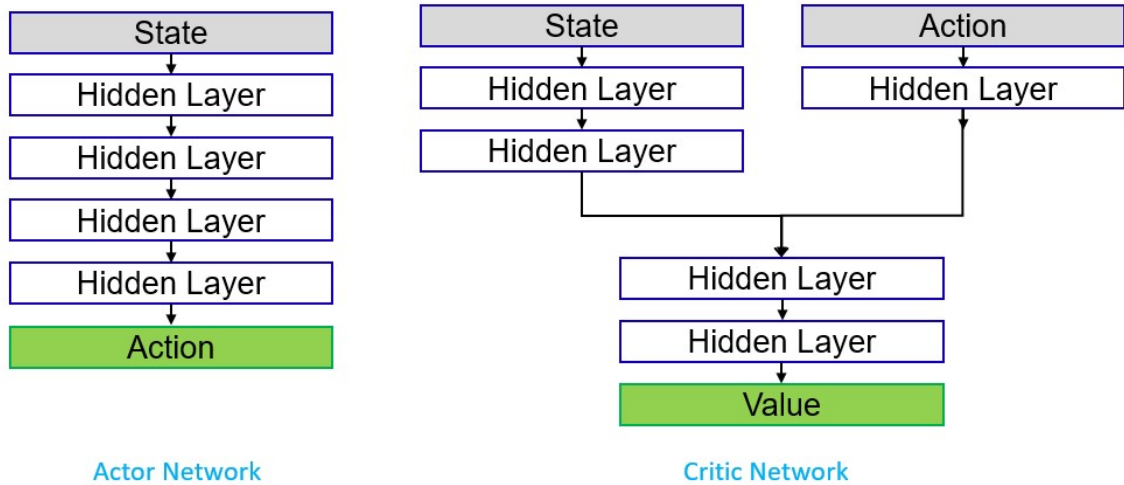 State
Hidden Layer
Hidden Layer
Hidden Layer
Hidden Layer
Action
Actor Network
State
Action
Hidden Layer
Hidden Layer
Hidden Layer
Hidden Layer
Hidden Layer
Value
Critic Network